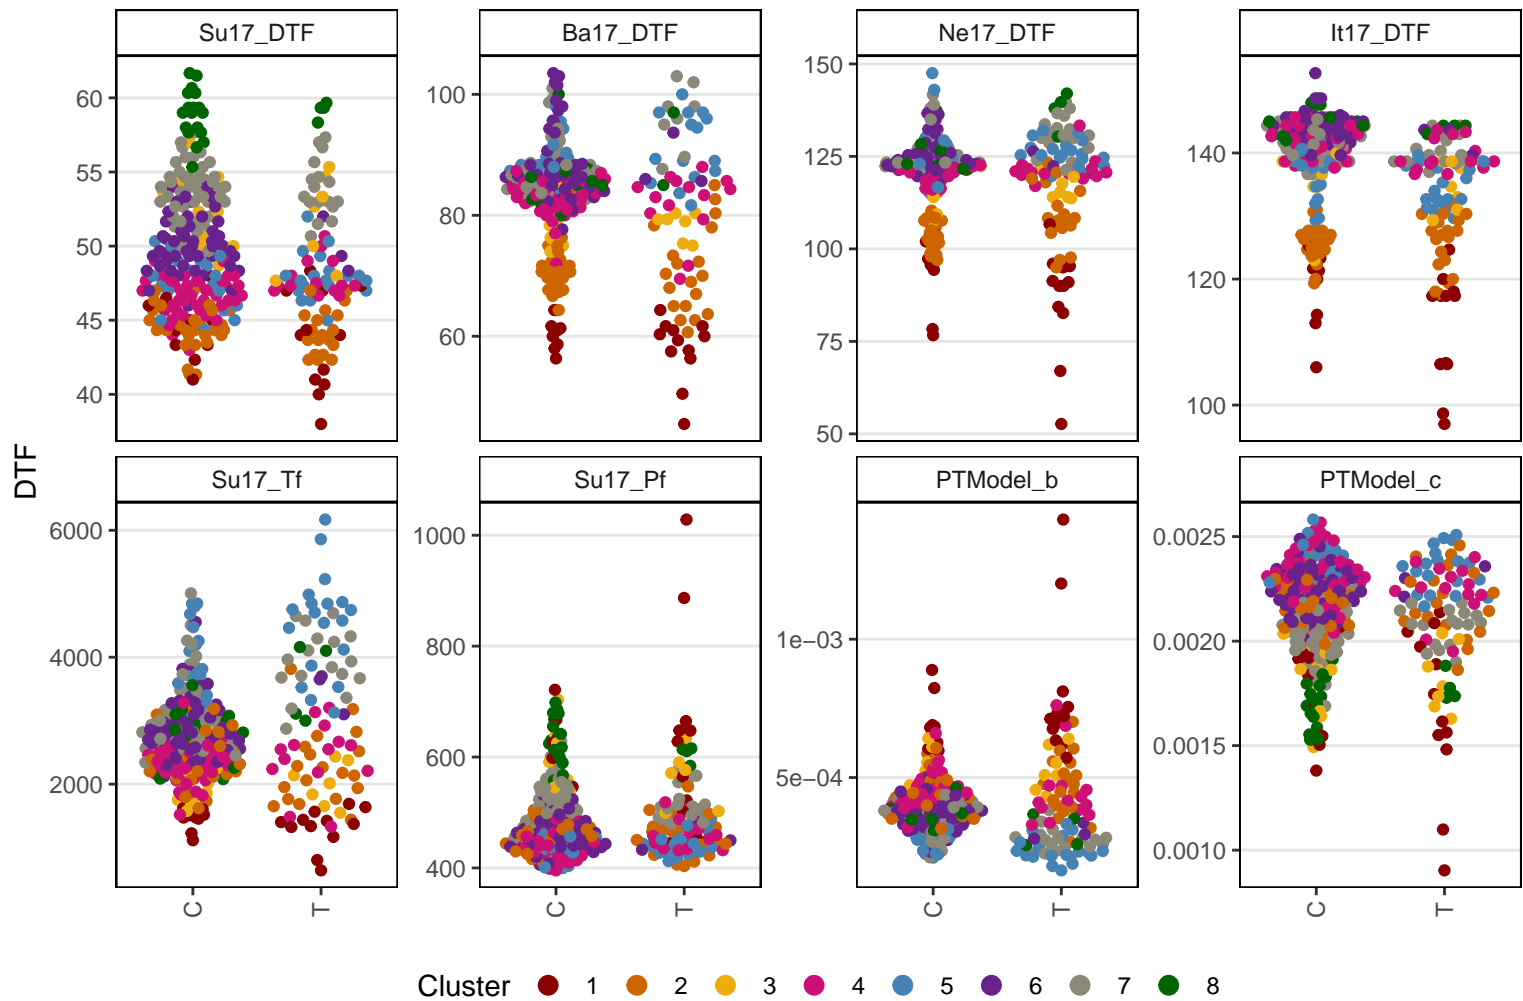 Su17_DTF Ba17_DTF Ne17_DTF It17_DTF
60 55 50 45 40
100 80 60
150 125 100 75 50
140 120 100
DTF
Su17_Tf Su17_Pf PTModel_b PTModel_c
6000 4000 2000
1000 800 600 400
1e−03 5e−04
0.0025 0.0020 0.0015 0.0010
C T C T C T C T
Cluster 1 2 3 4 5 6 7 8